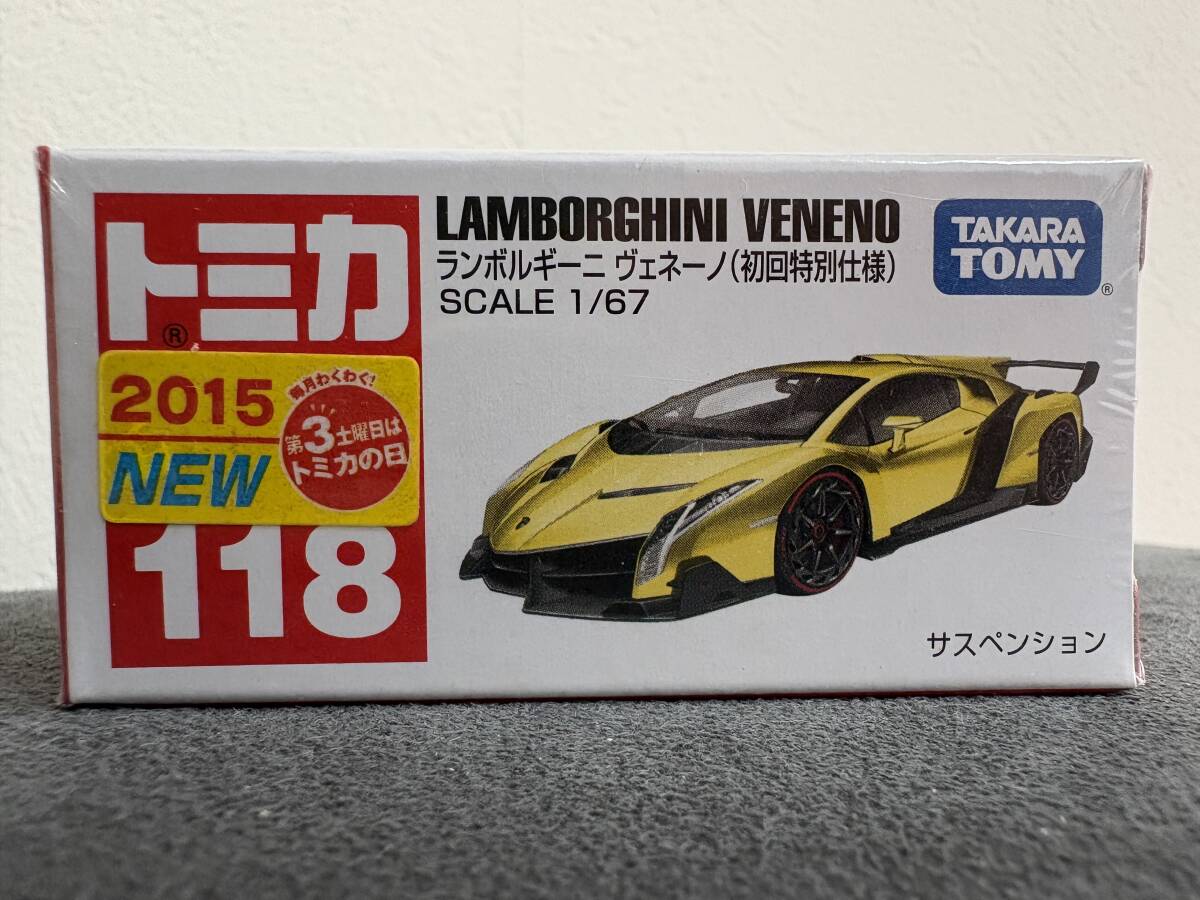 トミカ
®
2015
NEW
毎月わくわく!
第3土曜日は
トミカの日
118
LAMBORGHINI VENENO
ランボルギーニ ヴェネーノ(初回特別仕様)
SCALE 1/67
TAKARA
TOMY
®
サスペンション